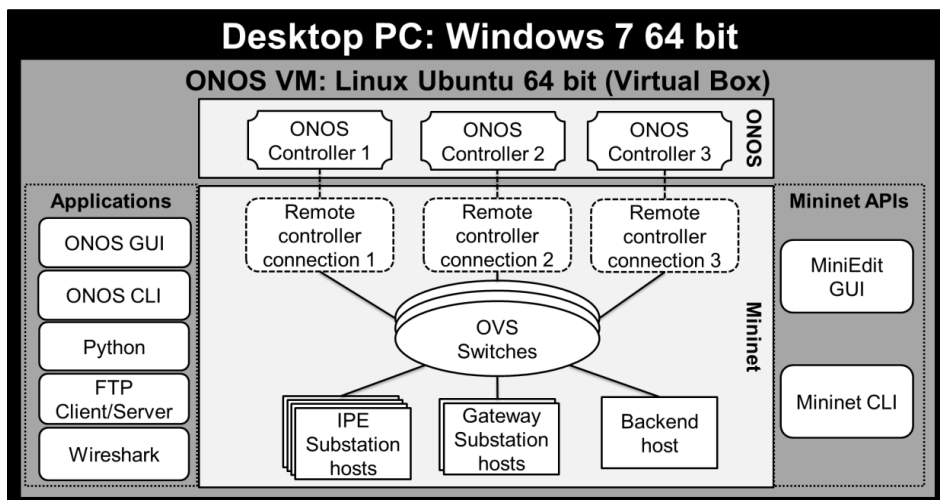 Desktop PC: Windows 7 64 bit
ONOS VM: Linux Ubuntu 64 bit (Virtual Box)
ONOS
Controller 1
ONOS
Controller 2
ONOS
Controller 3
ONOS
Applications
ONOS GUI
ONOS CLI
Python
FTP
Client/Server
Wireshark
Remote
controller
connection 1
Remote
controller
connection 2
Remote
controller
connection 3
OVS
Switches
IPE
Substation
hosts
Gateway
Substation
hosts
Backend
host
Mininet
Mininet APIs
MiniEdit
GUI
Mininet CLI